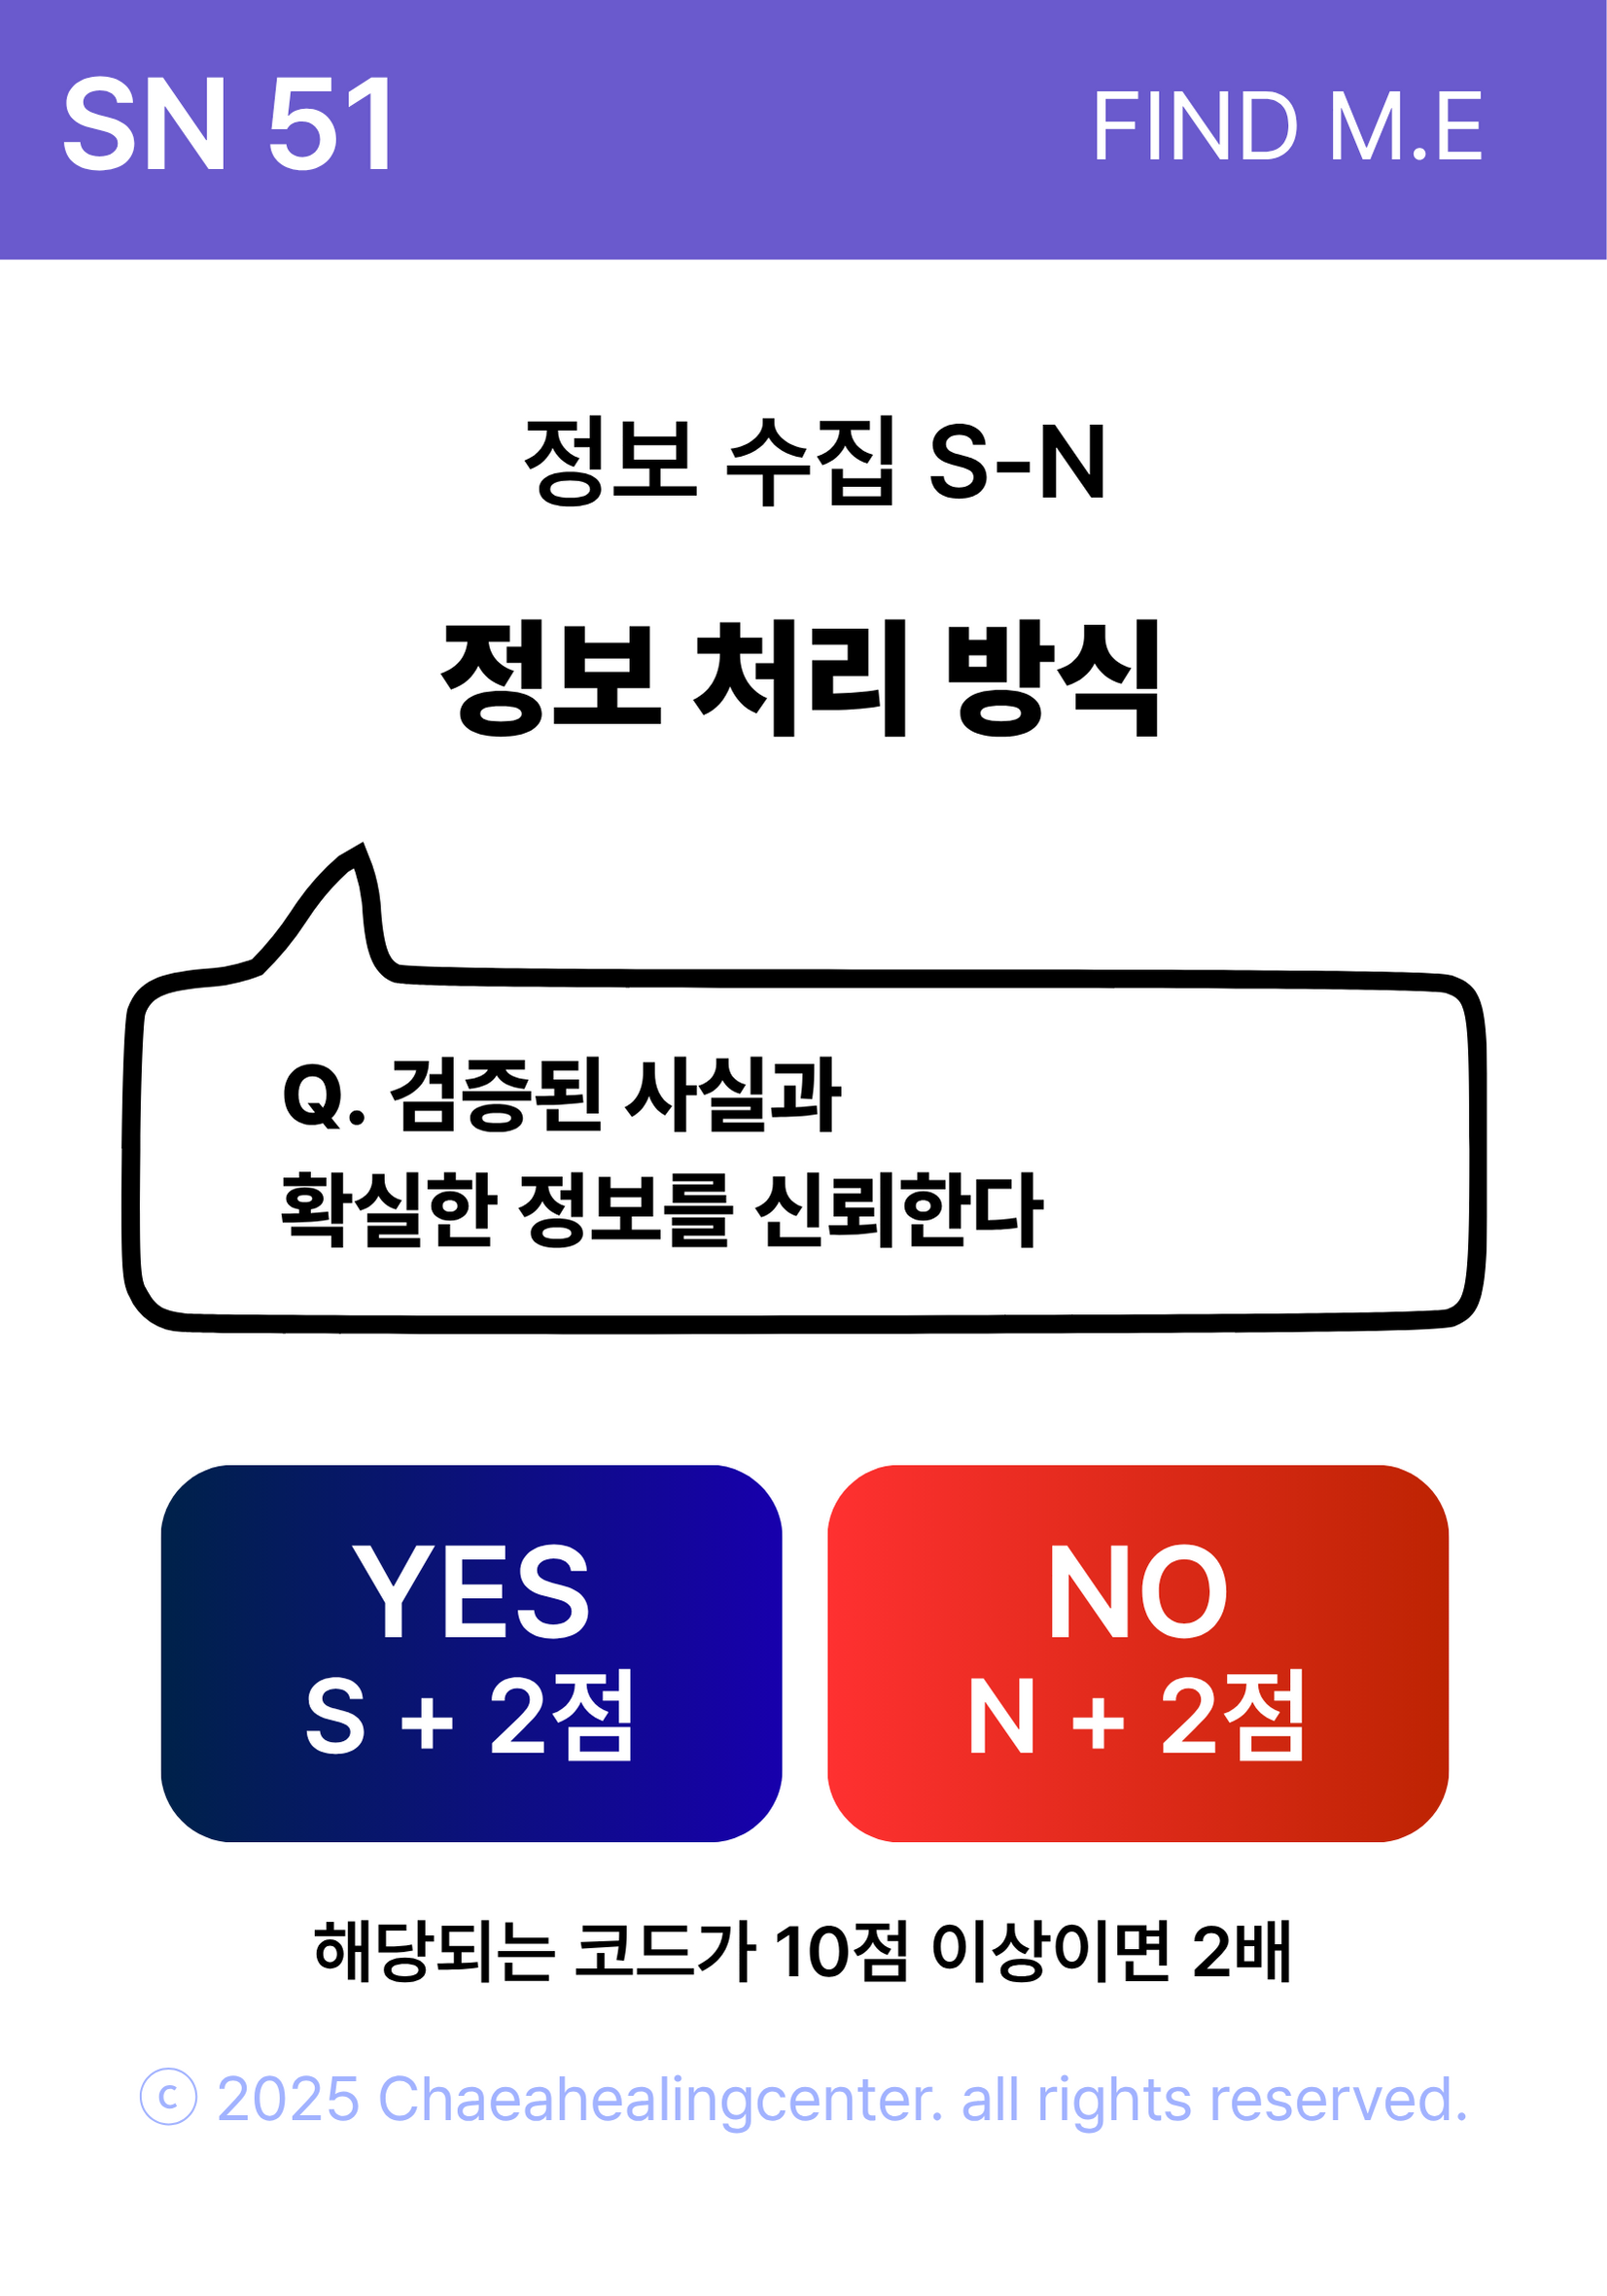 SN 51
FIND M.E
정보 수집 S-N
정보 처리 방식
Q. 검증된 사실과
확실한 정보를 신뢰한다
YES
S + 2점
NO
N + 2점
해당되는 코드가 10점 이상이면 2배
© 2025 Chaeahealingcenter. all rights reserved.